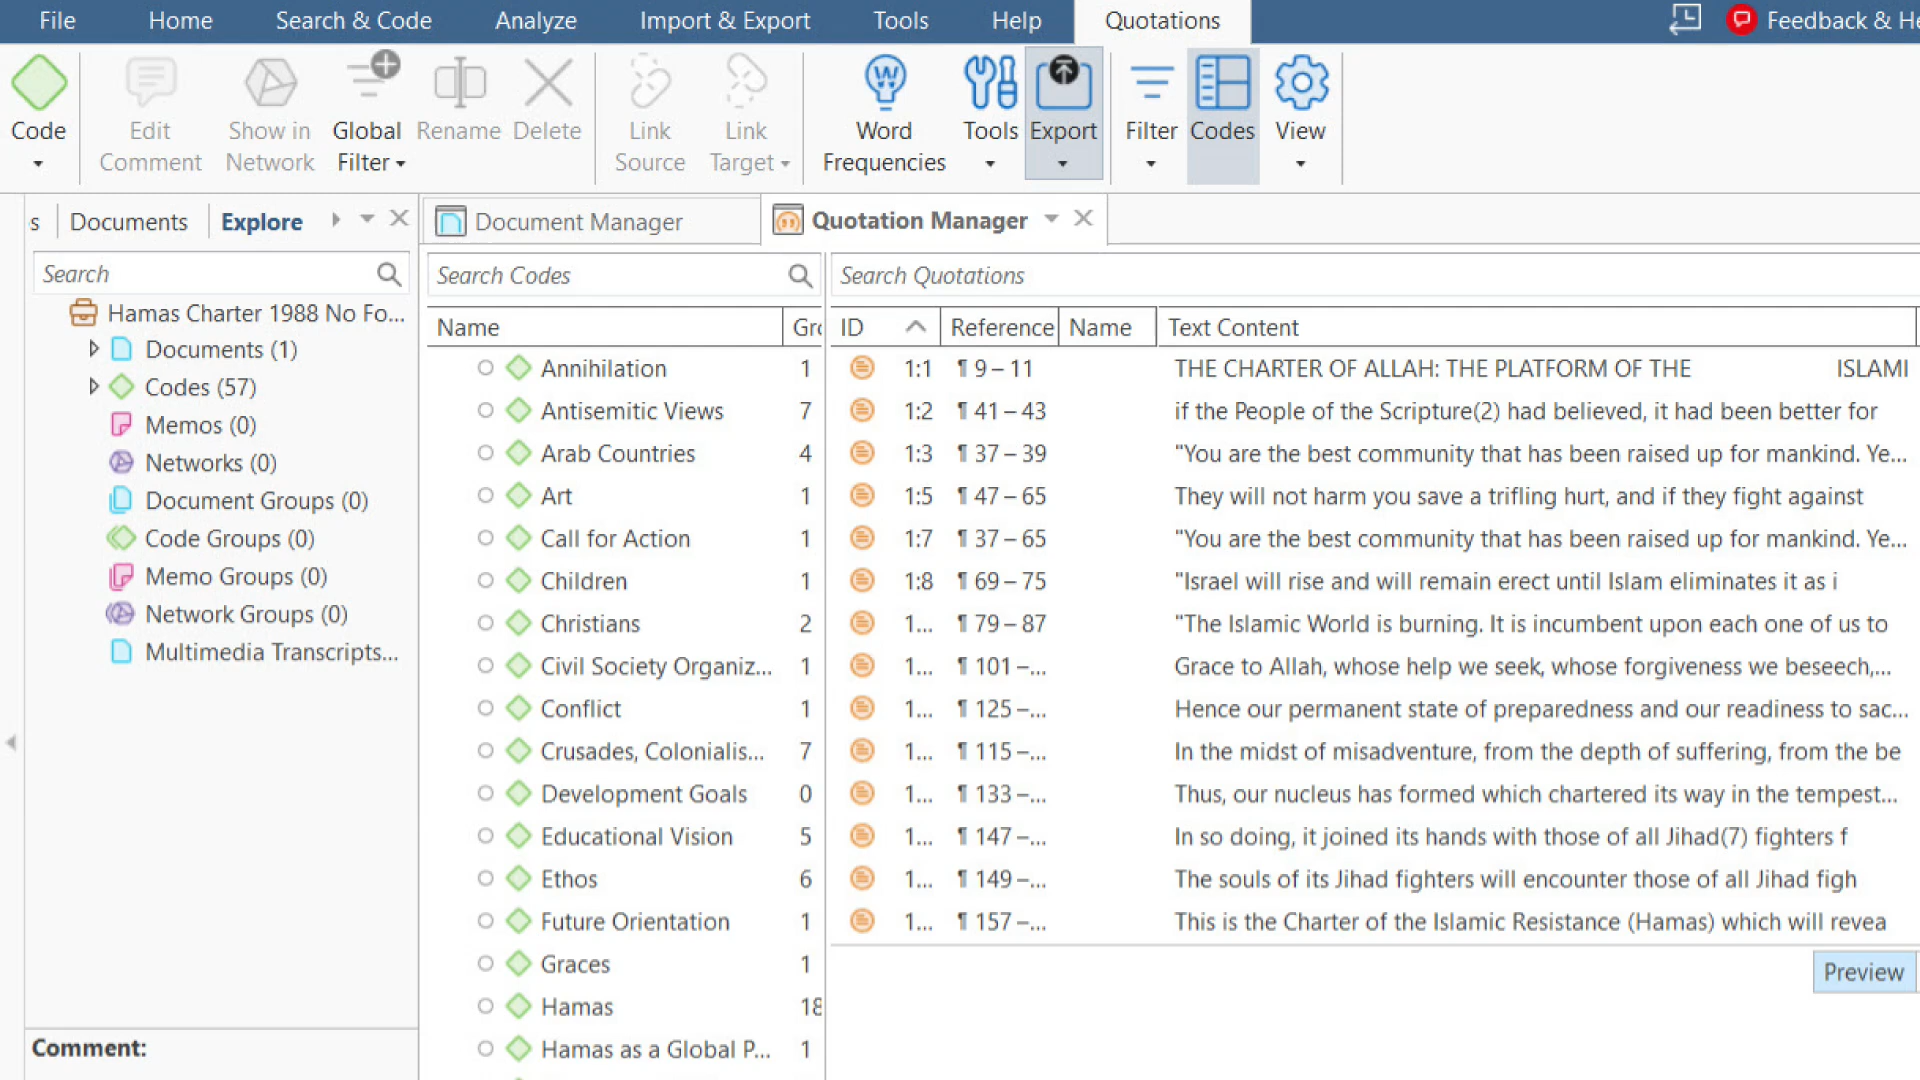 File Home Search & Code Analyze Import & Export Tools Help Quotations Feedback & He
Code Edit Comment Show in Network Global Filter Rename Delete Link Source Link Target Word Frequencies Tools Export Filter Codes View
s Documents Explore
Document Manager Quotation Manager
Search
Search Codes Search Quotations
Hamas Charter 1988 No Fo...
Documents (1)
Codes (57)
Memos (0)
Networks (0)
Document Groups (0)
Code Groups (0)
Memo Groups (0)
Network Groups (0)
Multimedia Transcripts...
Comment:
Name Gro
Annihilation 1
Antisemitic Views 7
Arab Countries 4
Art 1
Call for Action 1
Children 1
Christians 2
Civil Society Organiz... 1
Conflict 1
Crusades, Colonialis... 7
Development Goals 0
Educational Vision 5
Ethos 6
Future Orientation 1
Graces 1
Hamas 18
Hamas as a Global P... 1
ID Reference Name Text Content
1:1 ¶ 9 – 11 THE CHARTER OF ALLAH: THE PLATFORM OF THE ISLAMI
1:2 ¶ 41 – 43 if the People of the Scripture(2) had believed, it had been better for
1:3 ¶ 37 – 39 "You are the best community that has been raised up for mankind. Ye...
1:5 ¶ 47 – 65 They will not harm you save a trifling hurt, and if they fight against
1:7 ¶ 37 – 65 "You are the best community that has been raised up for mankind. Ye...
1:8 ¶ 69 – 75 "Israel will rise and will remain erect until Islam eliminates it as i
1... ¶ 79 – 87 "The Islamic World is burning. It is incumbent upon each one of us to
1... ¶ 101 –... Grace to Allah, whose help we seek, whose forgiveness we beseech,...
1... ¶ 125 –... Hence our permanent state of preparedness and our readiness to sac...
1... ¶ 115 –... In the midst of misadventure, from the depth of suffering, from the be
1... ¶ 133 –... Thus, our nucleus has formed which chartered its way in the tempest...
1... ¶ 147 –... In so doing, it joined its hands with those of all Jihad(7) fighters f
1... ¶ 149 –... The souls of its Jihad fighters will encounter those of all Jihad figh
1... ¶ 157 –... This is the Charter of the Islamic Resistance (Hamas) which will revea
Preview